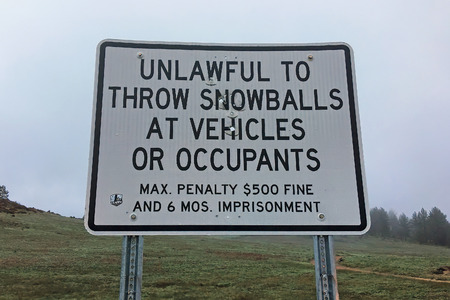 UNLAWFUL TO
THROW SNOWBALLS
AT VEHICLES
OR OCCUPANTS
MAX. PENALTY $500 FINE
AND 6 MOS. IMPRISONMENT